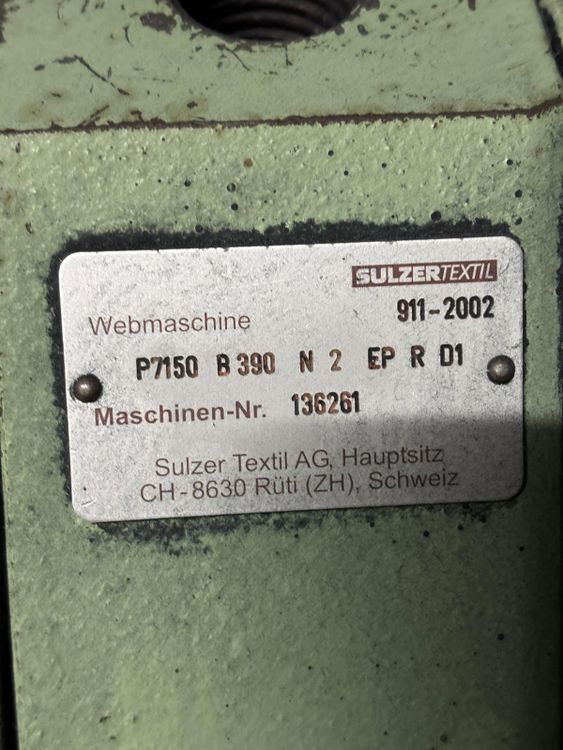 SULZERTEXTIL
Webmaschine 911-2002
P7150 B 390 N 2 EP R D1
Maschinen-Nr. 136261
Sulzer Textil AG, Hauptsitz
CH-8630 Rüti (ZH), Schweiz